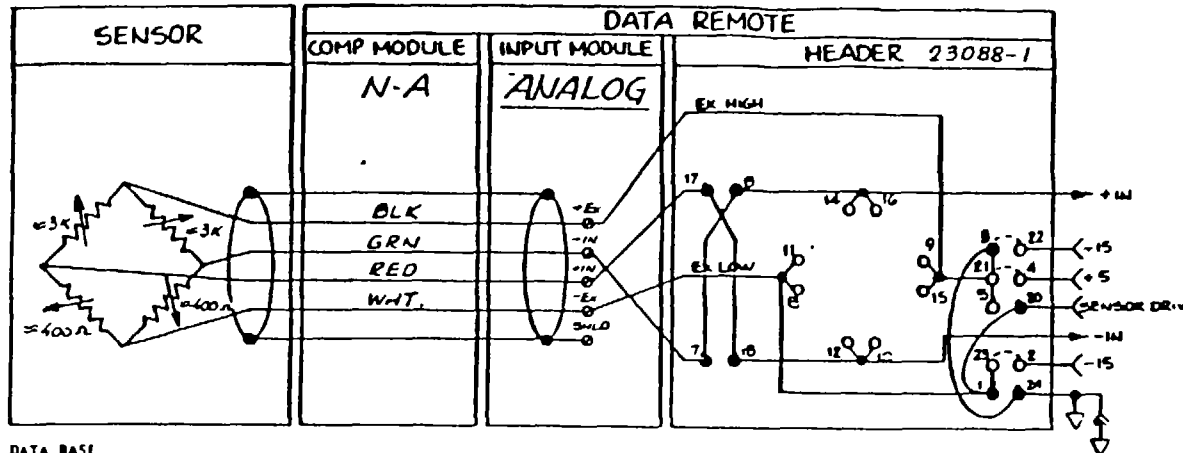 DATA REMOTE
SENSOR
COMP MODULE
INPUT MODULE
HEADER 23088-1
N-A
ANALOG
EX HIGH
≈3K
≈3K
≈400Ω
≈400Ω
BLK
GRN
RED
WHT.
+EX
-IN
+IN
-EX
SHLD
EX LOW
17
14
16
+IN
11
9
22
-15
21
4
+5
15
5
20
SENSOR DRIV
-IN
7
18
12
23
2
-15
1
24
DATA BASE